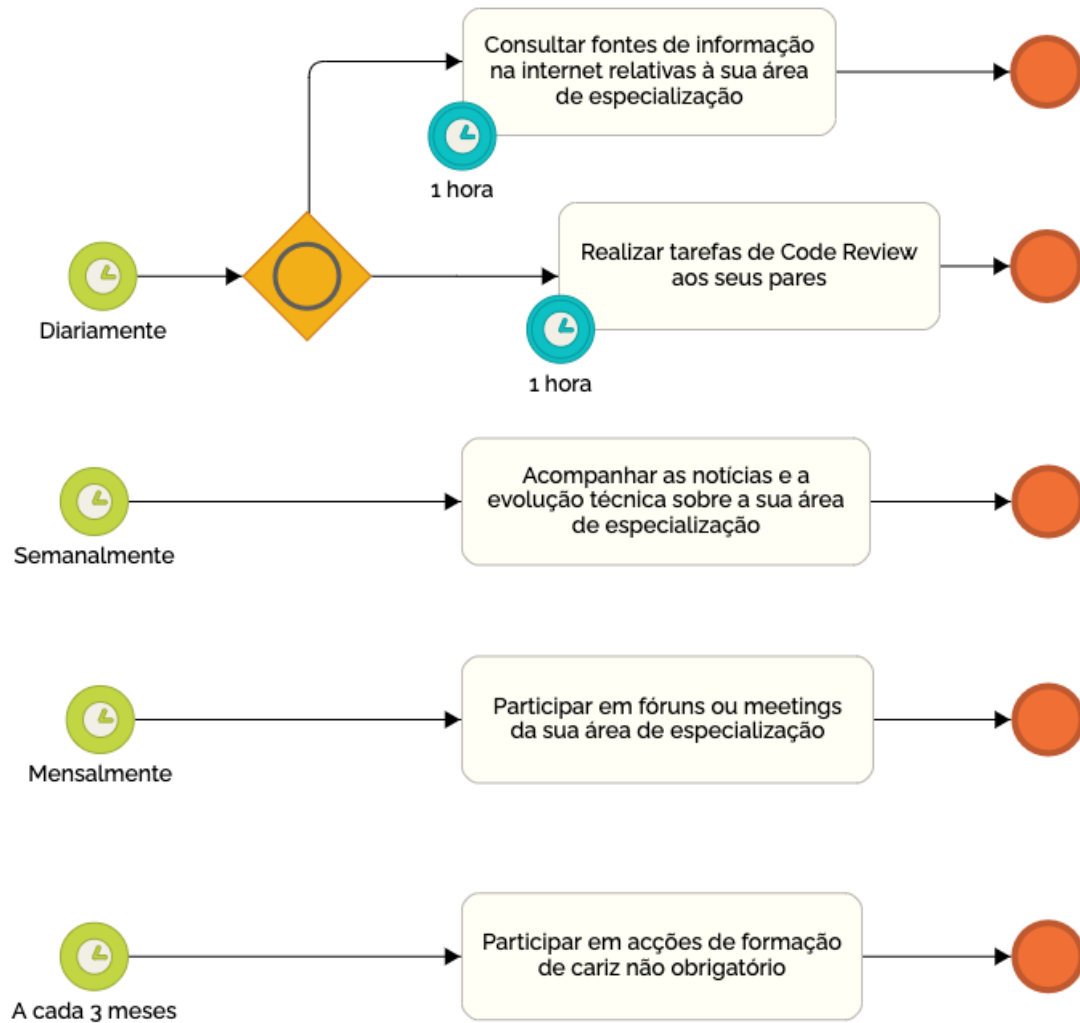 Consultar fontes de informação
na internet relativas à sua área
de especialização
1 hora
Realizar tarefas de Code Review
aos seus pares
Diariamente
1 hora
Acompanhar as notícias e a
evolução técnica sobre a sua área
de especialização
Semanalmente
Participar em fóruns ou meetings
da sua área de especialização
Mensalmente
Participar em acções de formação
de cariz não obrigatório
A cada 3 meses